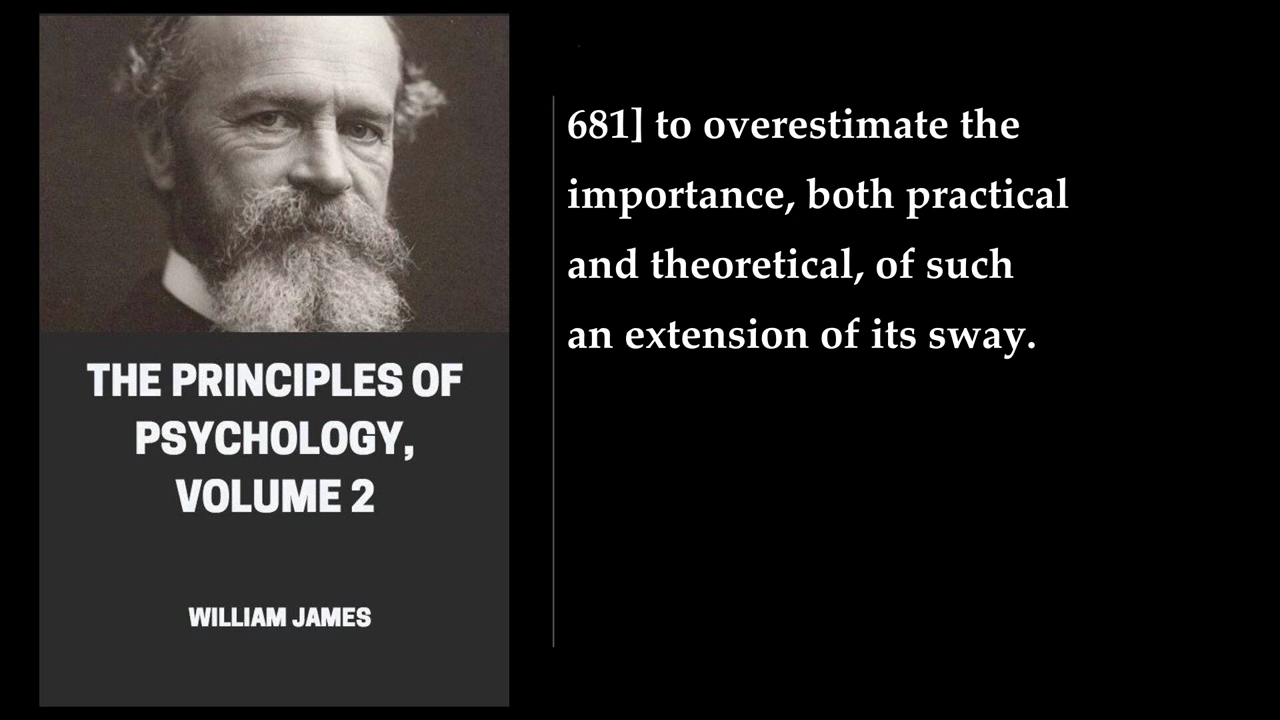 THE PRINCIPLES OF
PSYCHOLOGY,
VOLUME 2
WILLIAM JAMES
681] to overestimate the
importance, both practical
and theoretical, of such
an extension of its sway.